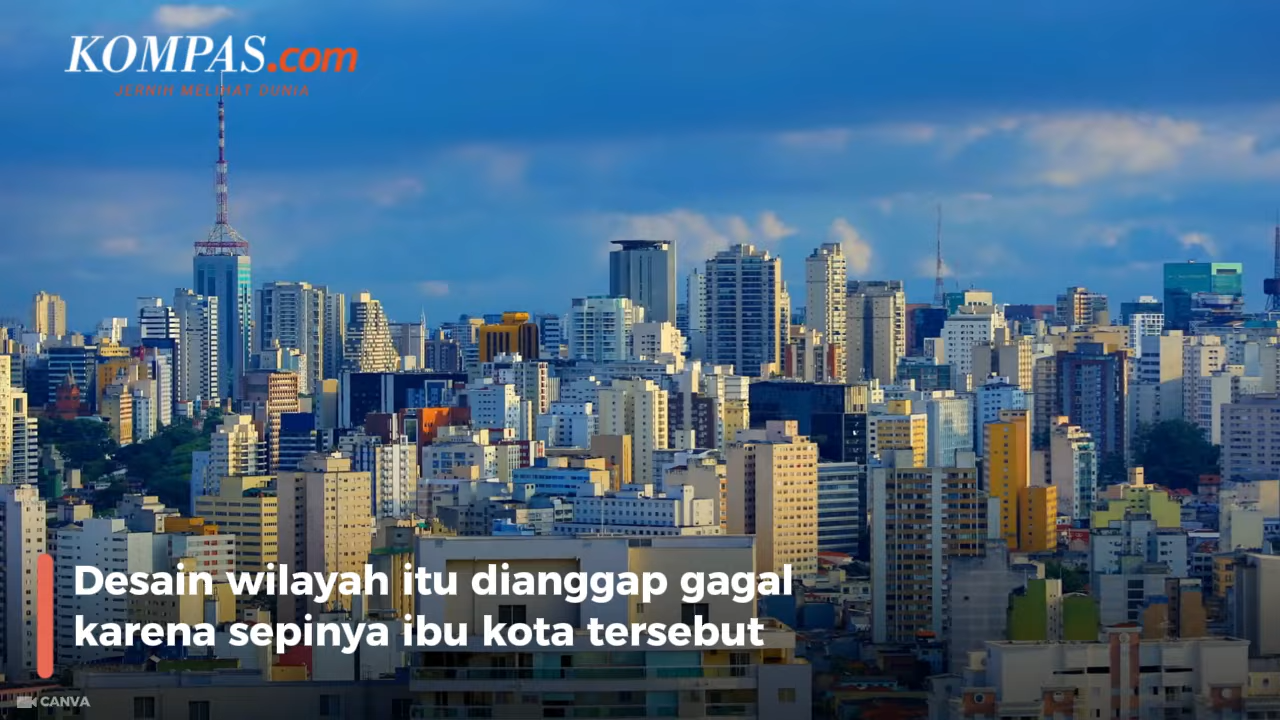 KOMPAS.com
JERNIH MELIHAT DUNIA
Desain wilayah itu dianggap gagal
karena sepinya ibu kota tersebut
CANVA